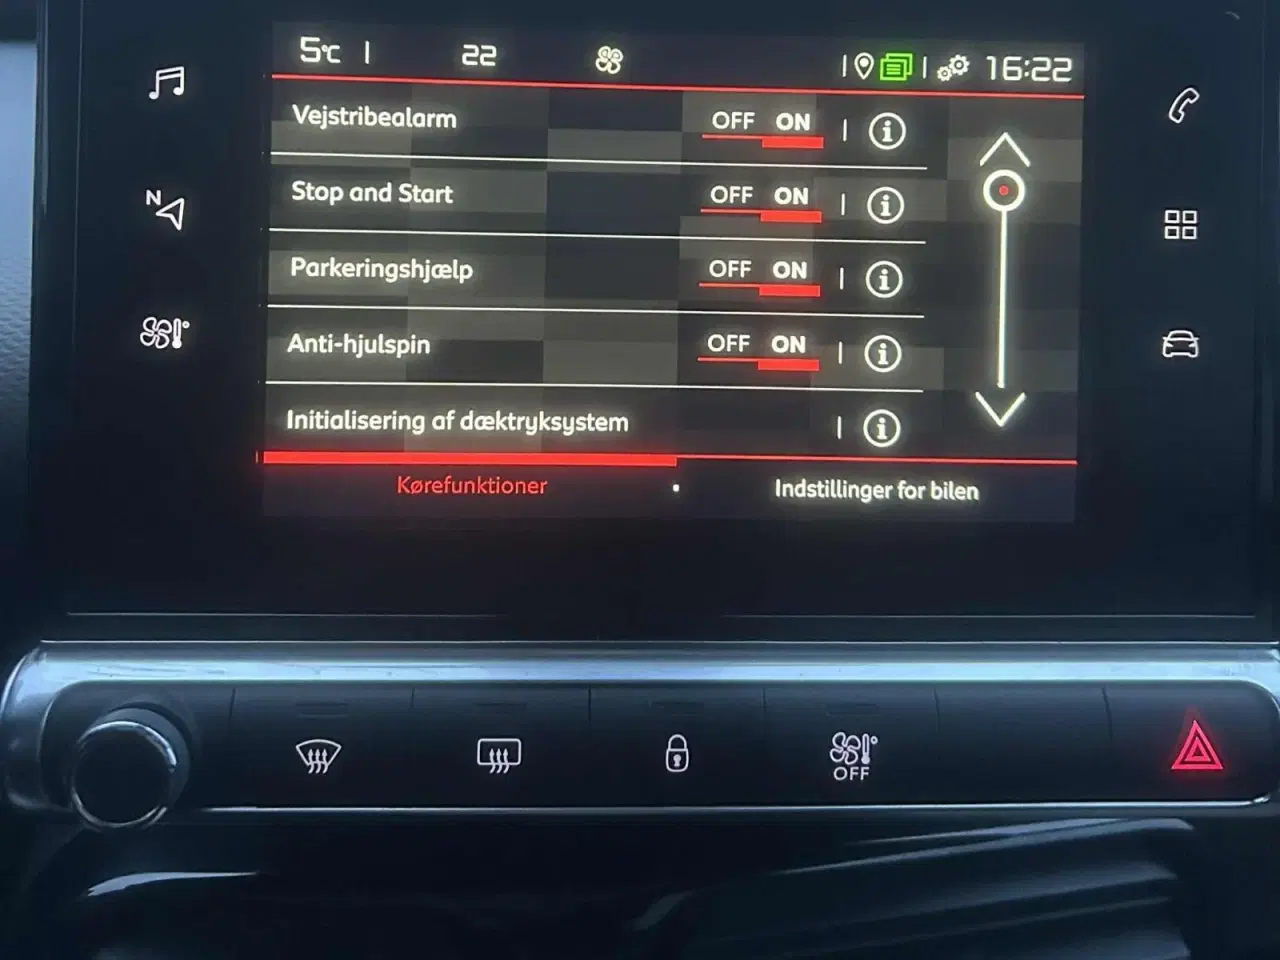 5°C 22 16:22
Vejstribealarm OFF ON
Stop and Start OFF ON
Parkeringshjælp OFF ON
Anti-hjulspin OFF ON
Initialisering af dæktryksystem
Kørefunktioner Indstillinger for bilen
N
OFF